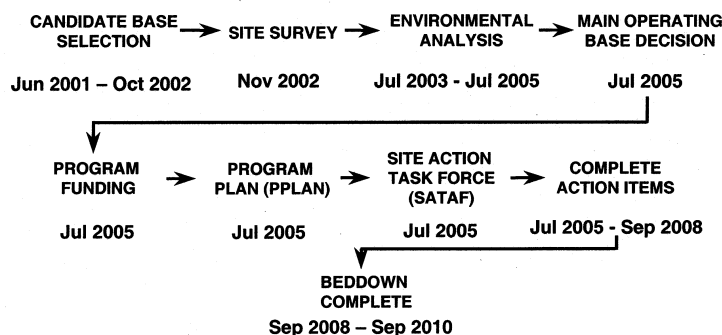 CANDIDATE BASE
SELECTION
Jun 2001 – Oct 2002
SITE SURVEY
Nov 2002
ENVIRONMENTAL
ANALYSIS
Jul 2003 - Jul 2005
MAIN OPERATING
BASE DECISION
Jul 2005
PROGRAM
FUNDING
Jul 2005
PROGRAM
PLAN (PPLAN)
Jul 2005
SITE ACTION
TASK FORCE
(SATAF)
Jul 2005
COMPLETE
ACTION ITEMS
Jul 2005 - Sep 2008
BEDDOWN
COMPLETE
Sep 2008 – Sep 2010